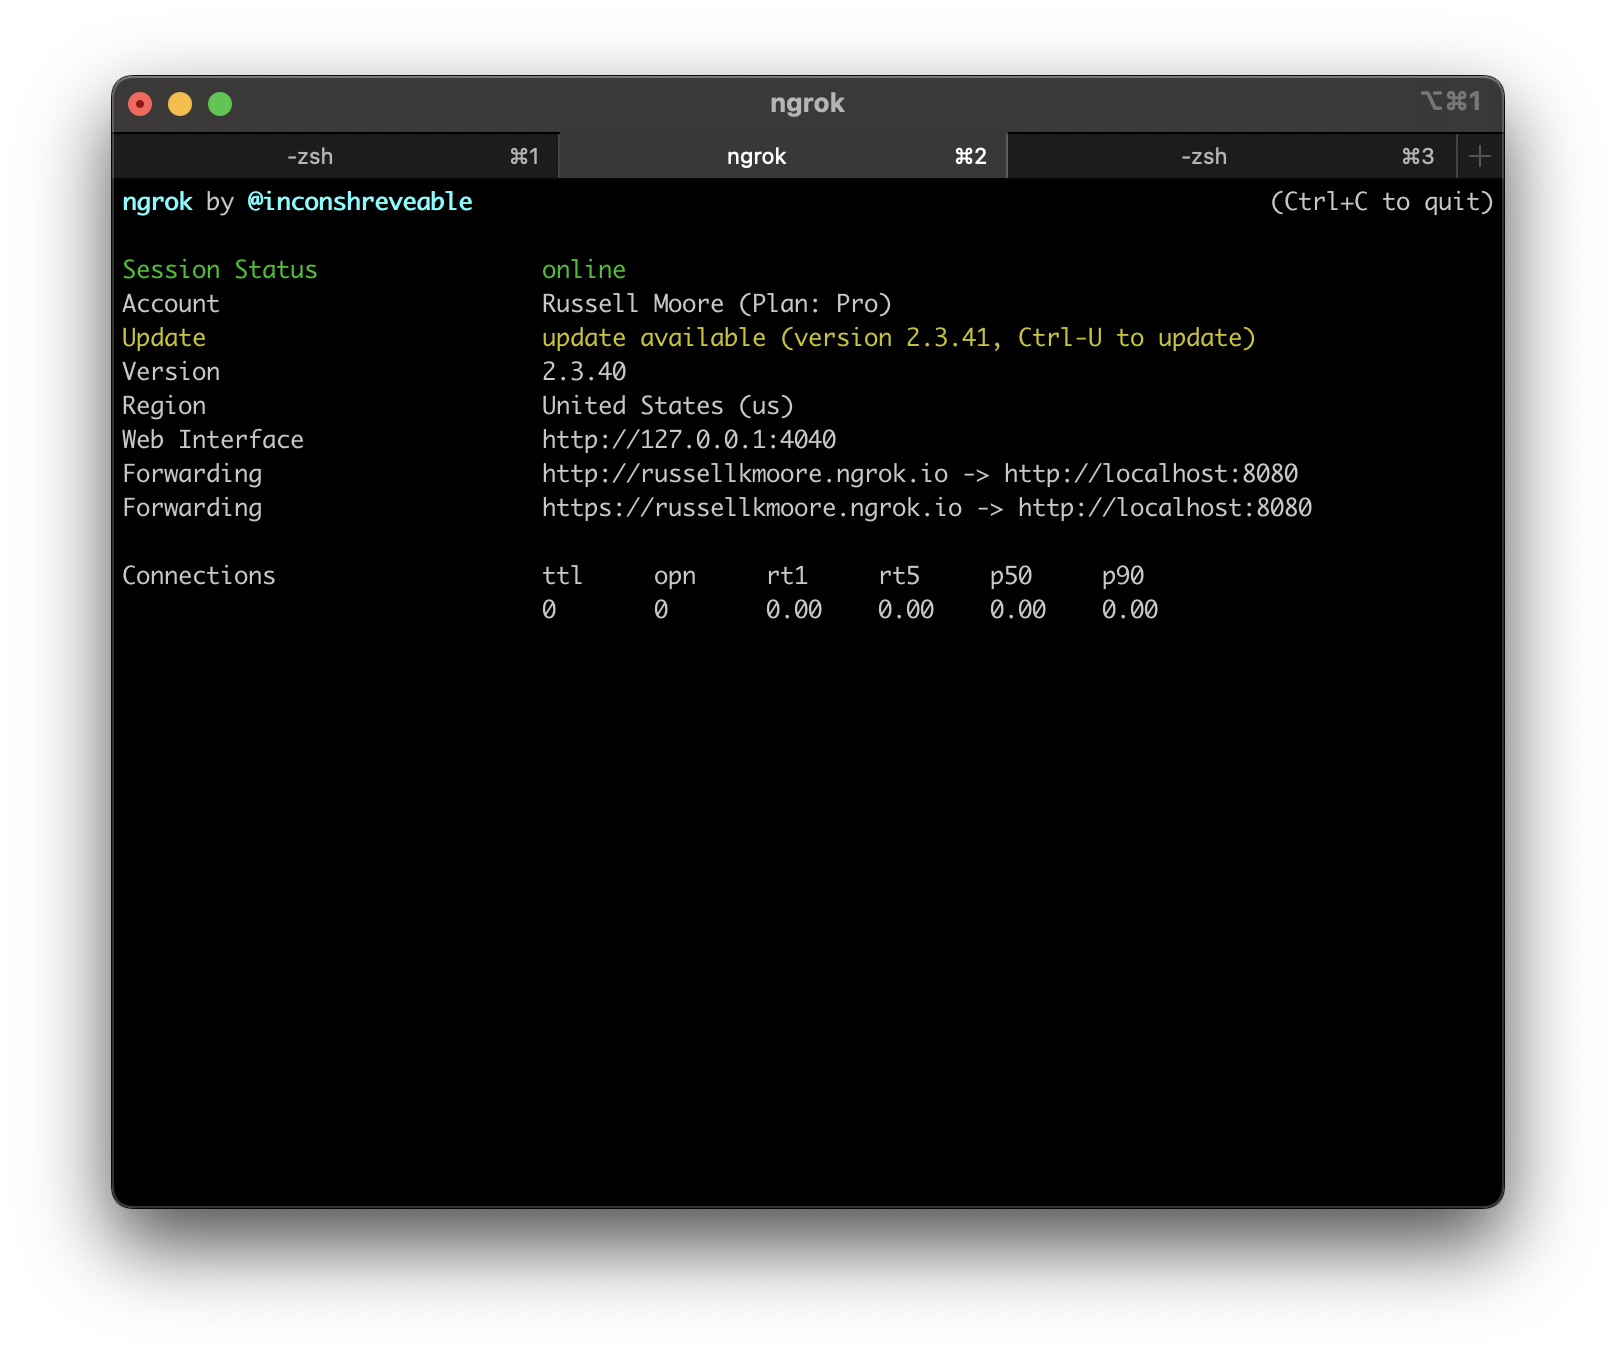 ngrok
⌥⌘1
-zsh ⌘1 ngrok ⌘2 -zsh ⌘3
ngrok by @inconshreveable (Ctrl+C to quit)
Session Status online
Account Russell Moore (Plan: Pro)
Update update available (version 2.3.41, Ctrl-U to update)
Version 2.3.40
Region United States (us)
Web Interface http://127.0.0.1:4040
Forwarding http://russellkmoore.ngrok.io -> http://localhost:8080
Forwarding https://russellkmoore.ngrok.io -> http://localhost:8080
Connections ttl opn rt1 rt5 p50 p90
0 0 0.00 0.00 0.00 0.00